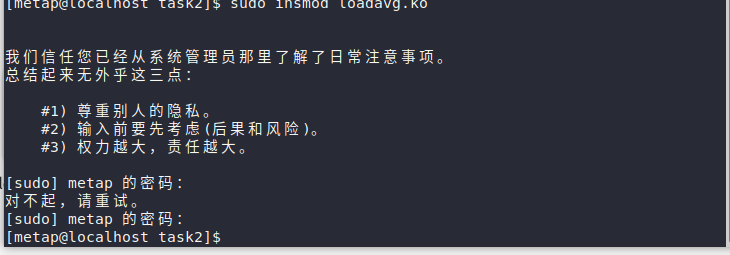 [metap@localhost task2]$ sudo insmod loadavg.ko
我们信任您已经从系统管理员那里了解了日常注意事项。
总结起来无外乎这三点：
#1) 尊重别人的隐私。
#2) 输入前要先考虑(后果和风险)。
#3) 权力越大，责任越大。
[sudo] metap 的密码：
对不起，请重试。
[sudo] metap 的密码：
[metap@localhost task2]$